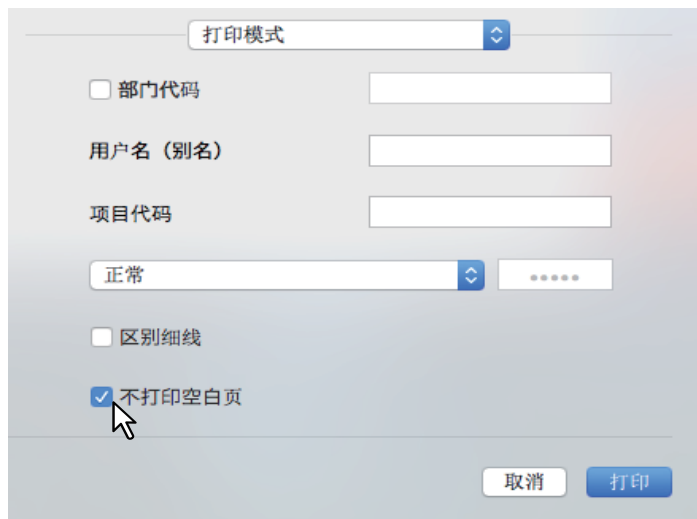 打印模式
部门代码
用户名（别名）
项目代码
正常 •••••
区别细线
不打印空白页
取消 打印